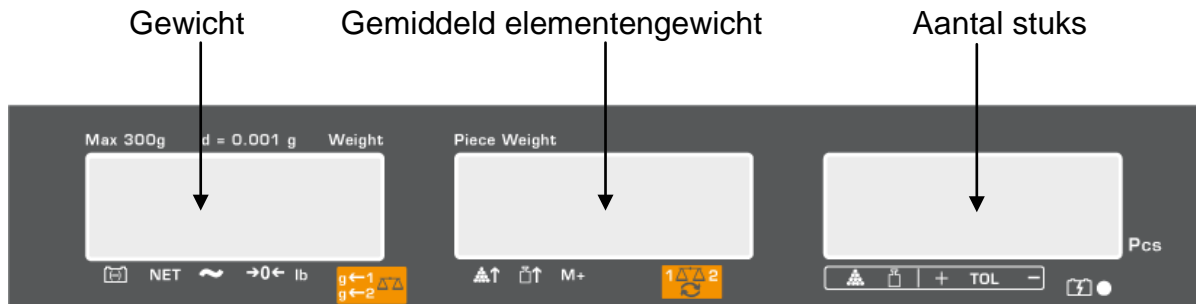 Gewicht Gemiddeld elementengewicht Aantal stuks
Max 300g d = 0.001 g Weight Piece Weight
Pcs
NET ~ →0← lb g←1 M+ 1 2 + TOL −
g←2